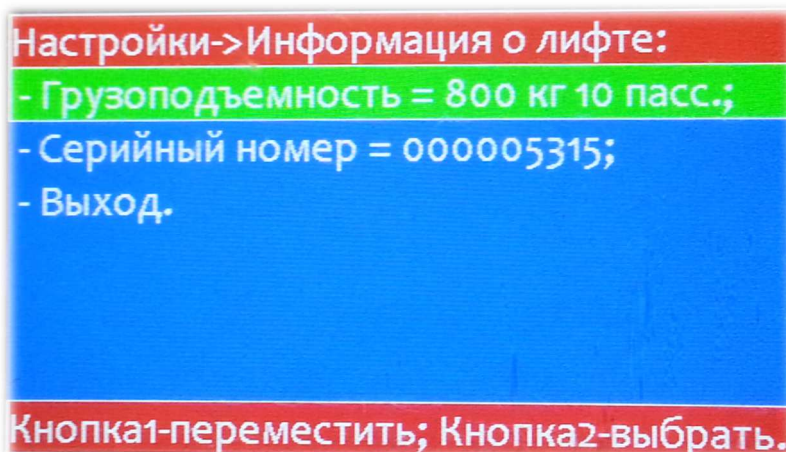 Настройки->Информация о лифте:
- Грузоподъемность = 800 кг 10 пасс.;
- Серийный номер = 000005315;
- Выход.
Кнопка1-переместить; Кнопка2-выбрать.